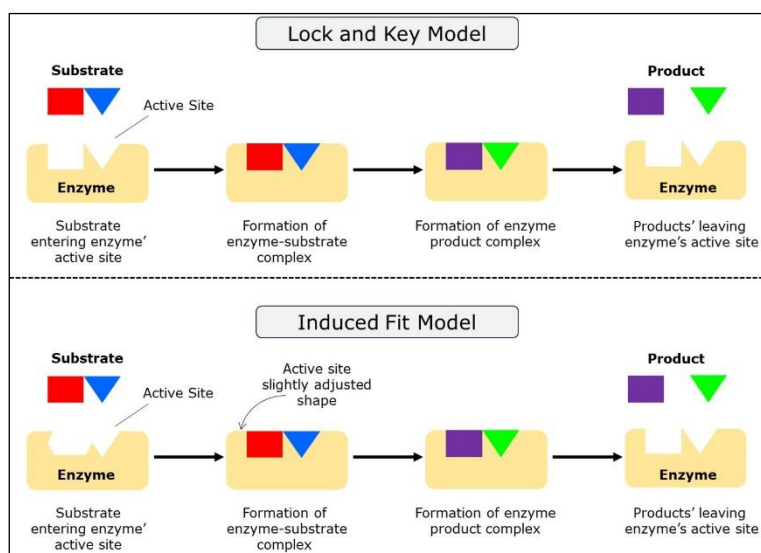 Lock and Key Model
Substrate
Product
Active Site
Enzyme
Enzyme
Substrate
entering enzyme'
active site
Formation of
enzyme-substrate
complex
Formation of enzyme
product complex
Products' leaving
enzyme's active site
Induced Fit Model
Substrate
Active site
slightly adjusted
shape
Product
Active Site
Enzyme
Enzyme
Substrate
entering enzyme'
active site
Formation of
enzyme-substrate
complex
Formation of enzyme
product complex
Products' leaving
enzyme's active site